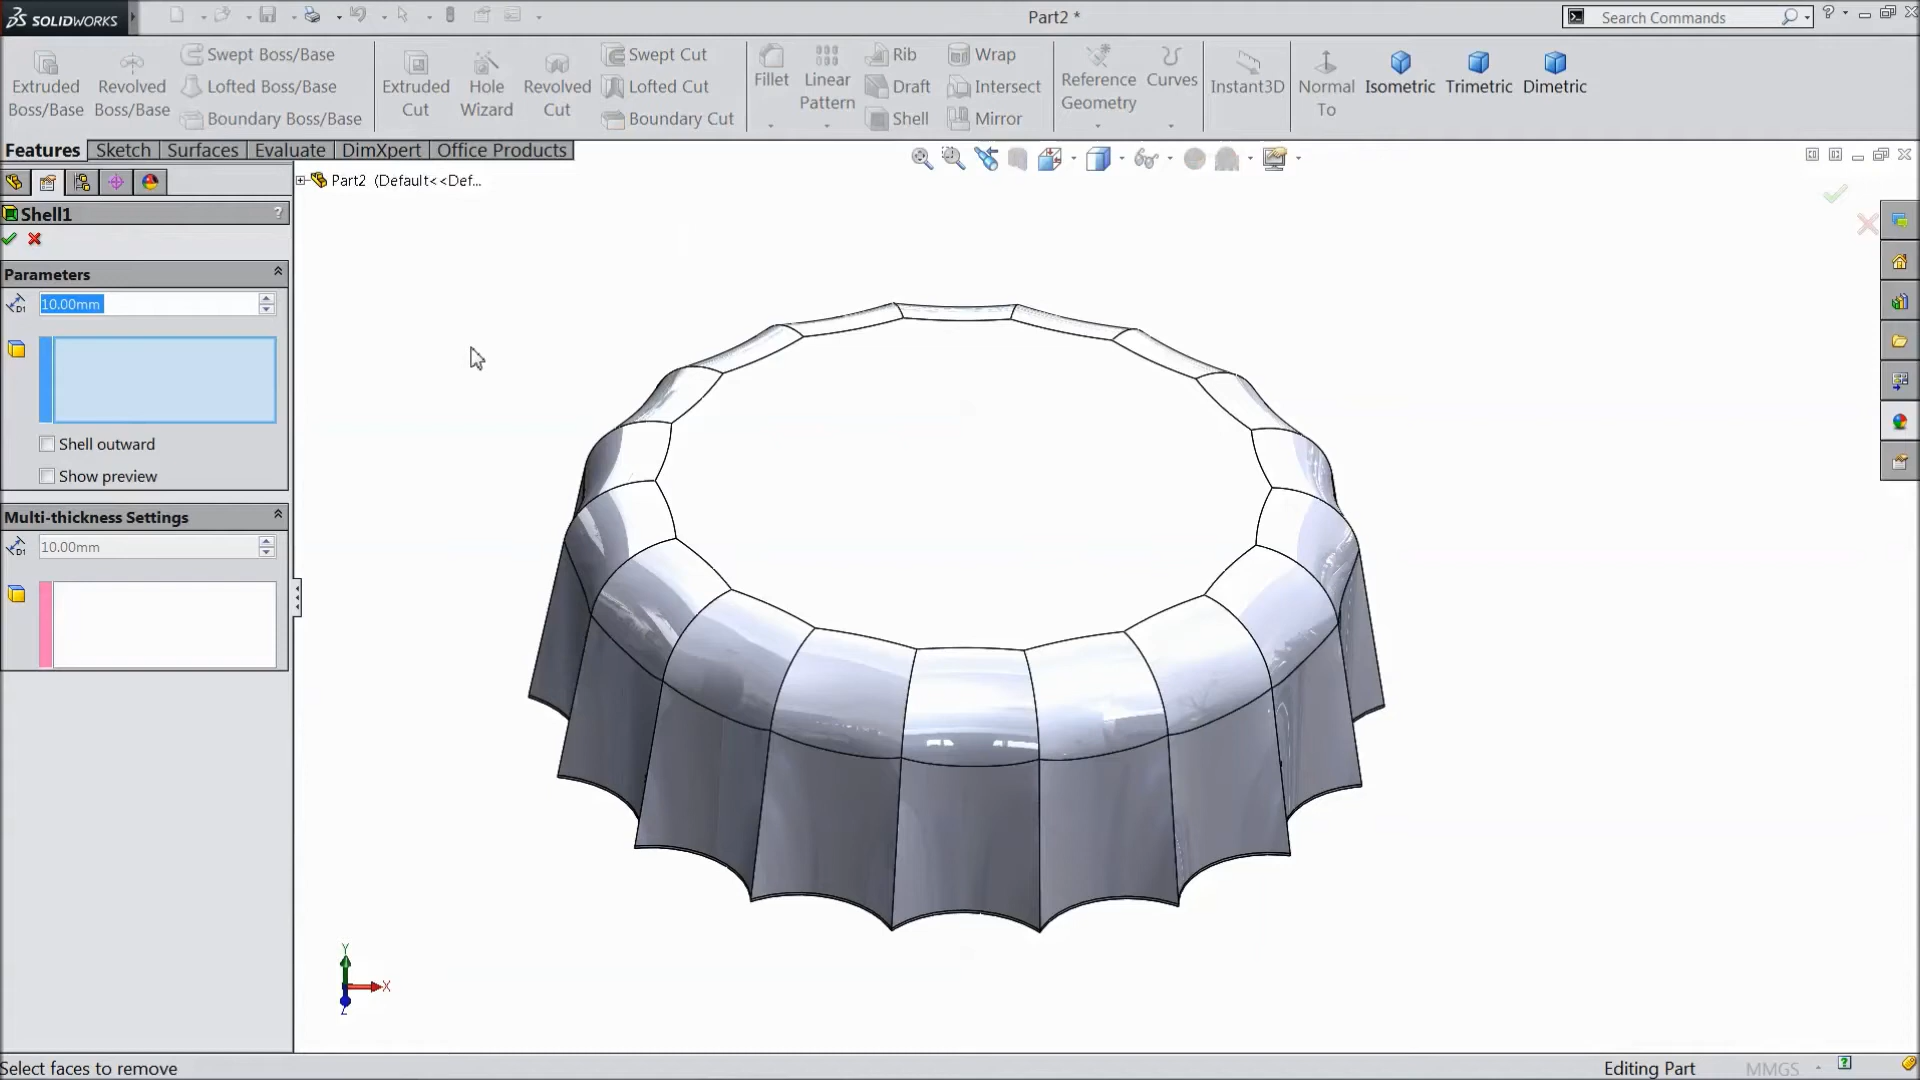 SOLIDWORKS
Part2 *
Search Commands
?
Extruded Boss/Base
Revolved Boss/Base
Swept Boss/Base
Lofted Boss/Base
Boundary Boss/Base
Extruded Cut
Hole Wizard
Revolved Cut
Swept Cut
Lofted Cut
Boundary Cut
Fillet
Linear Pattern
Rib
Draft
Shell
Wrap
Intersect
Mirror
Reference Geometry
Curves
Instant3D
Normal To
Isometric
Trimetric
Dimetric
Features
Sketch
Surfaces
Evaluate
DimXpert
Office Products
Part2 (Default<<Def...
Shell1
?
Parameters
D1
10.00mm
Shell outward
Show preview
Multi-thickness Settings
D1
10.00mm
Y
X
Z
Select faces to remove
Editing Part
MMGS
?